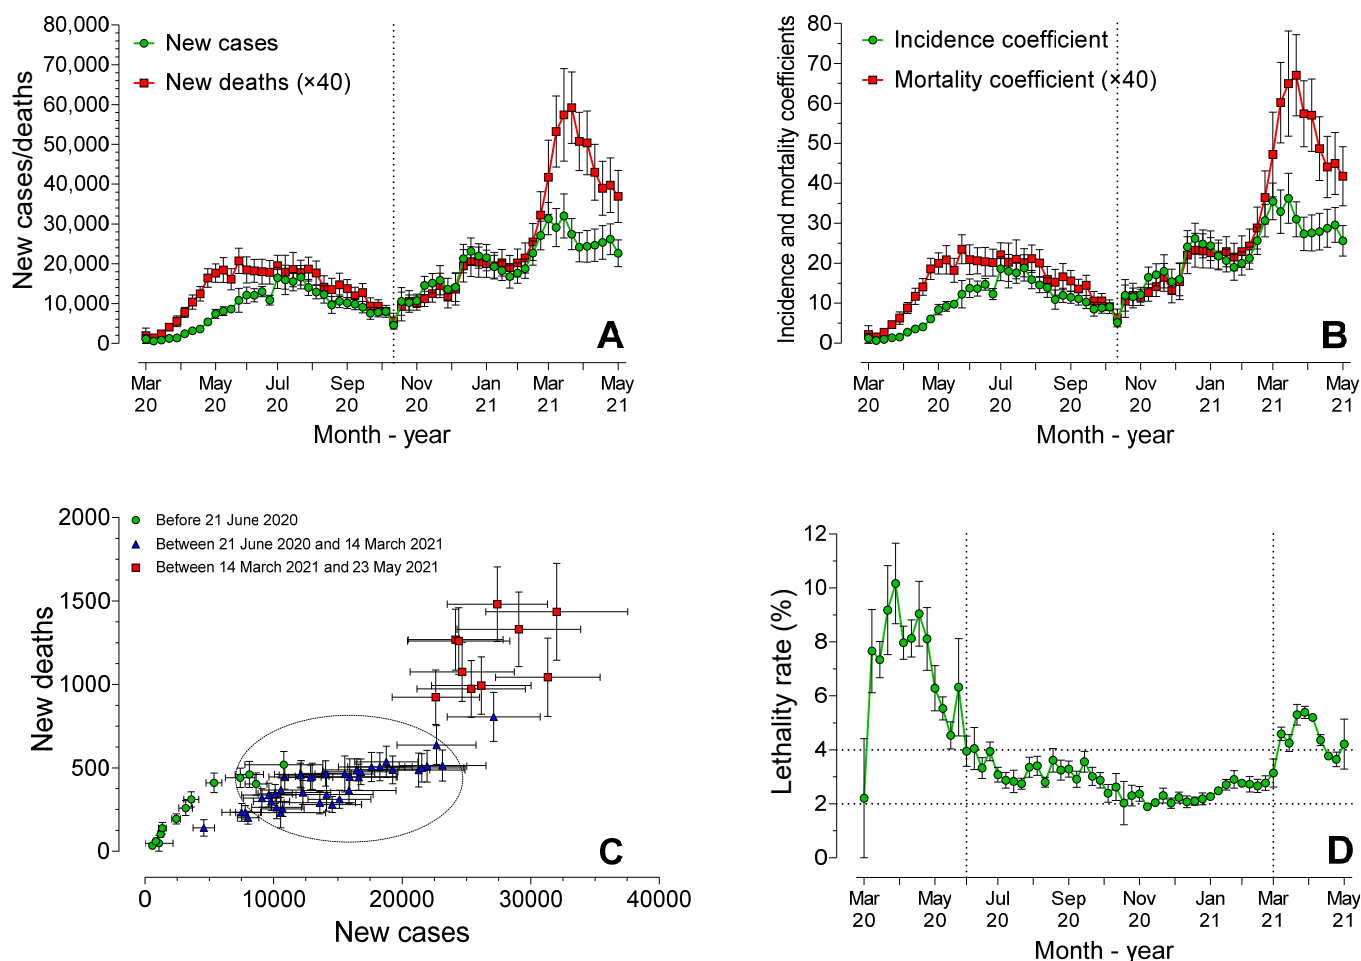 New cases/deaths
80,000
70,000
60,000
50,000
40,000
30,000
20,000
10,000
0
New cases
New deaths (×40)
A
Mar May Jul Sep Nov Jan Mar May
20 20 20 20 20 21 21 21
Month - year
Incidence and mortality coefficients
80
70
60
50
40
30
20
10
0
Incidence coefficient
Mortality coefficient (×40)
B
Mar May Jul Sep Nov Jan Mar May
20 20 20 20 20 21 21 21
Month - year
New deaths
2000
1500
1000
500
0
Before 21 June 2020
Between 21 June 2020 and 14 March 2021
Between 14 March 2021 and 23 May 2021
C
0 10000 20000 30000 40000
New cases
Lethality rate (%)
12
10
8
6
4
2
0
D
Mar May Jul Sep Nov Jan Mar May
20 20 20 20 20 21 21 21
Month - year